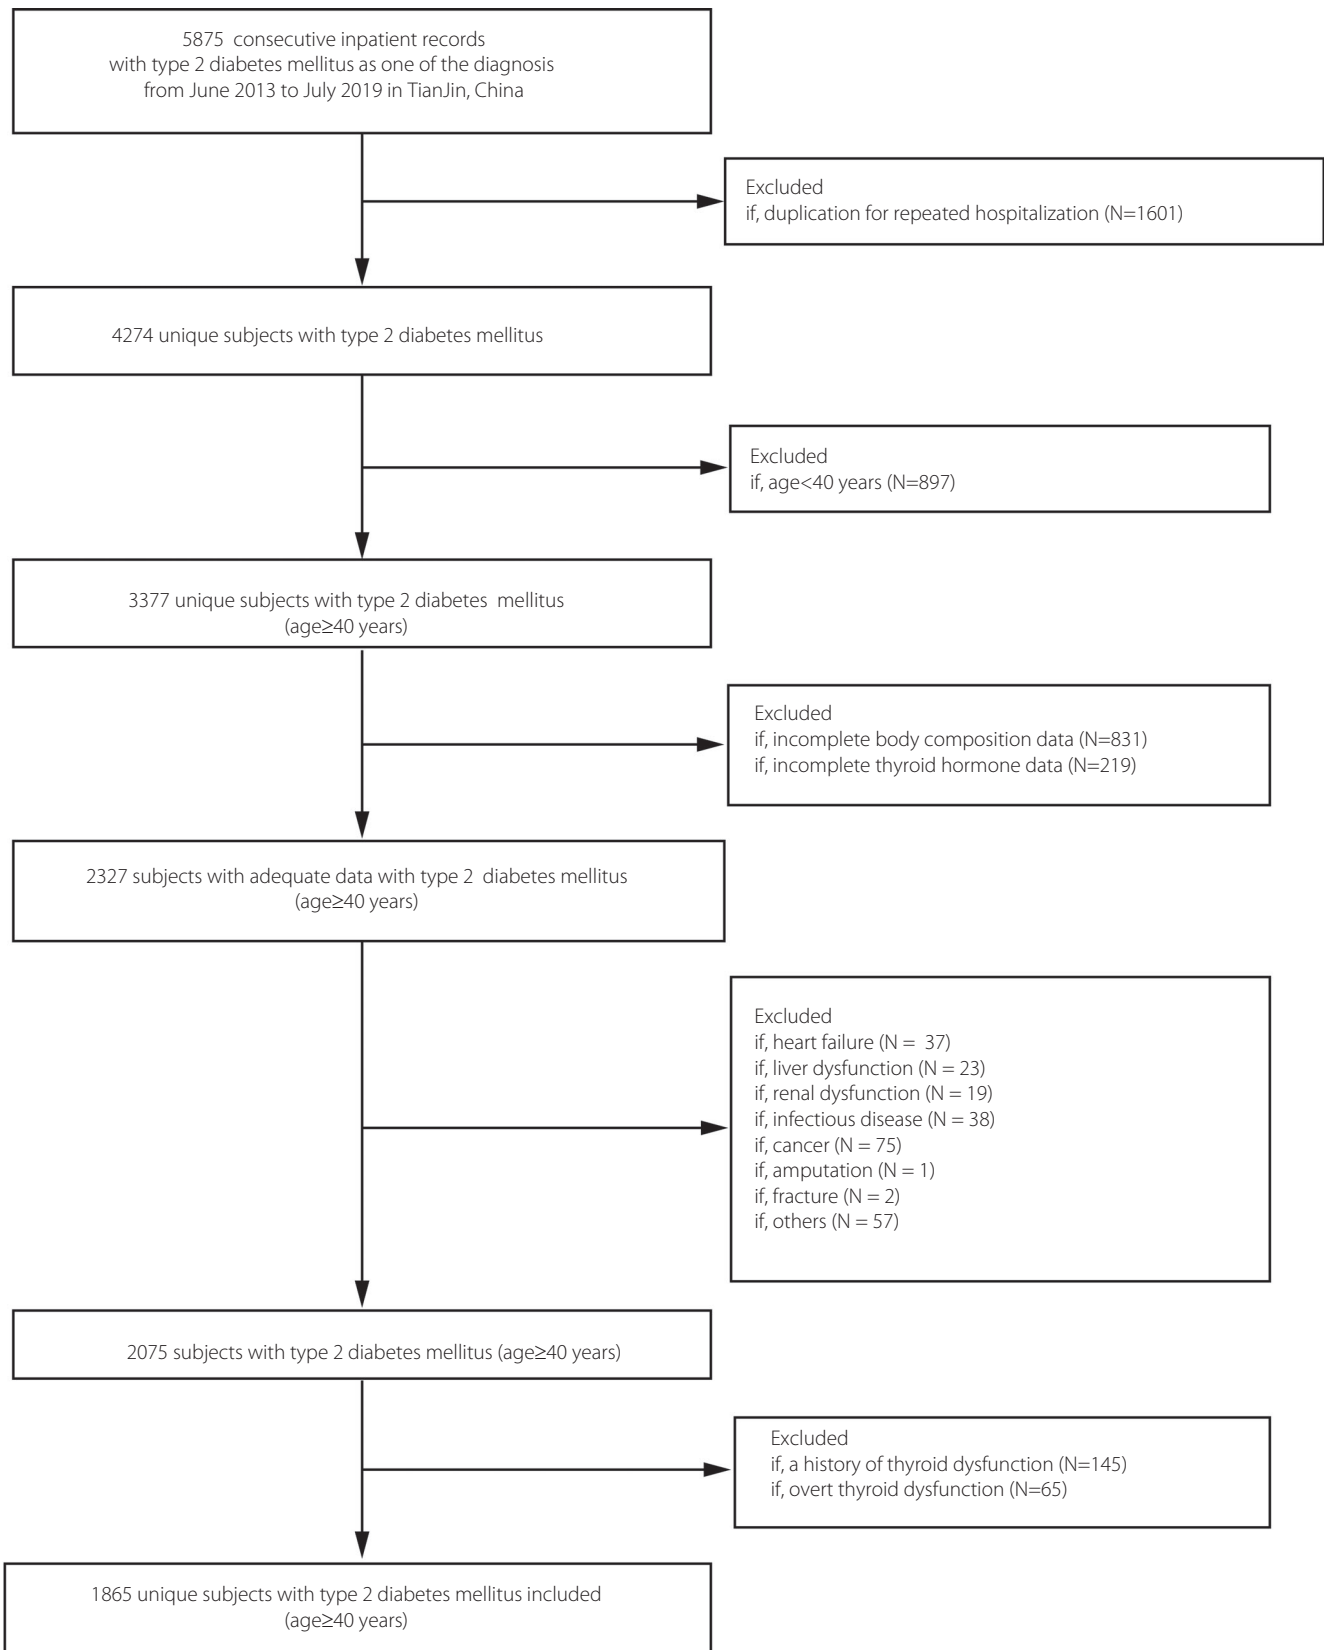 5875 consecutive inpatient records
with type 2 diabetes mellitus as one of the diagnosis
from June 2013 to July 2019 in TianJin, China
Excluded
if, duplication for repeated hospitalization (N=1601)
4274 unique subjects with type 2 diabetes mellitus
Excluded
if, age<40 years (N=897)
3377 unique subjects with type 2 diabetes mellitus
(age≥40 years)
Excluded
if, incomplete body composition data (N=831)
if, incomplete thyroid hormone data (N=219)
2327 subjects with adequate data with type 2 diabetes mellitus
(age≥40 years)
Excluded
if, heart failure (N = 37)
if, liver dysfunction (N = 23)
if, renal dysfunction (N = 19)
if, infectious disease (N = 38)
if, cancer (N = 75)
if, amputation (N = 1)
if, fracture (N = 2)
if, others (N = 57)
2075 subjects with type 2 diabetes mellitus (age≥40 years)
Excluded
if, a history of thyroid dysfunction (N=145)
if, overt thyroid dysfunction (N=65)
1865 unique subjects with type 2 diabetes mellitus included
(age≥40 years)